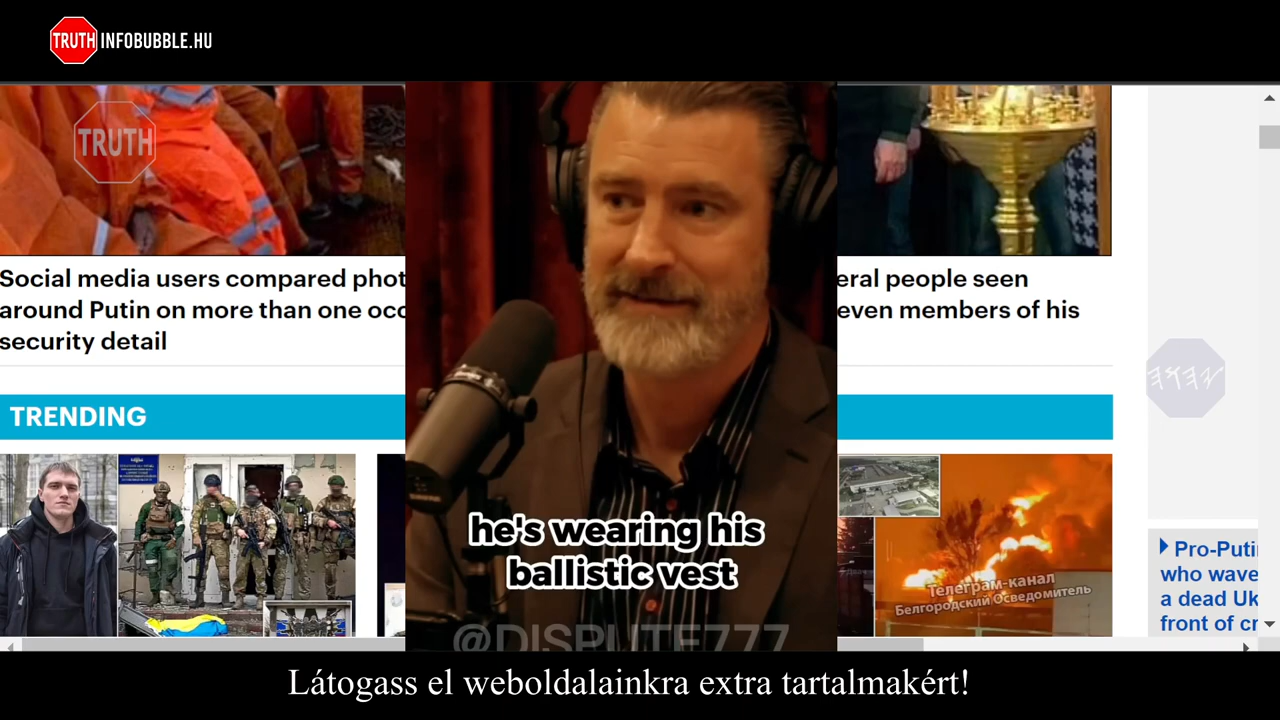 TRUTH INFOBUBBLE.HU
TRUTH
Social media users compared phot
around Putin on more than one occ
security detail
eral people seen
even members of his
TRENDING
he's wearing his
ballistic vest
@DISPUTE777
Телеграм-канал
Белгородский Осведомитель
Pro-Puti
who wave
a dead Uk
front of cr
Látogass el weboldalainkra extra tartalmakért!